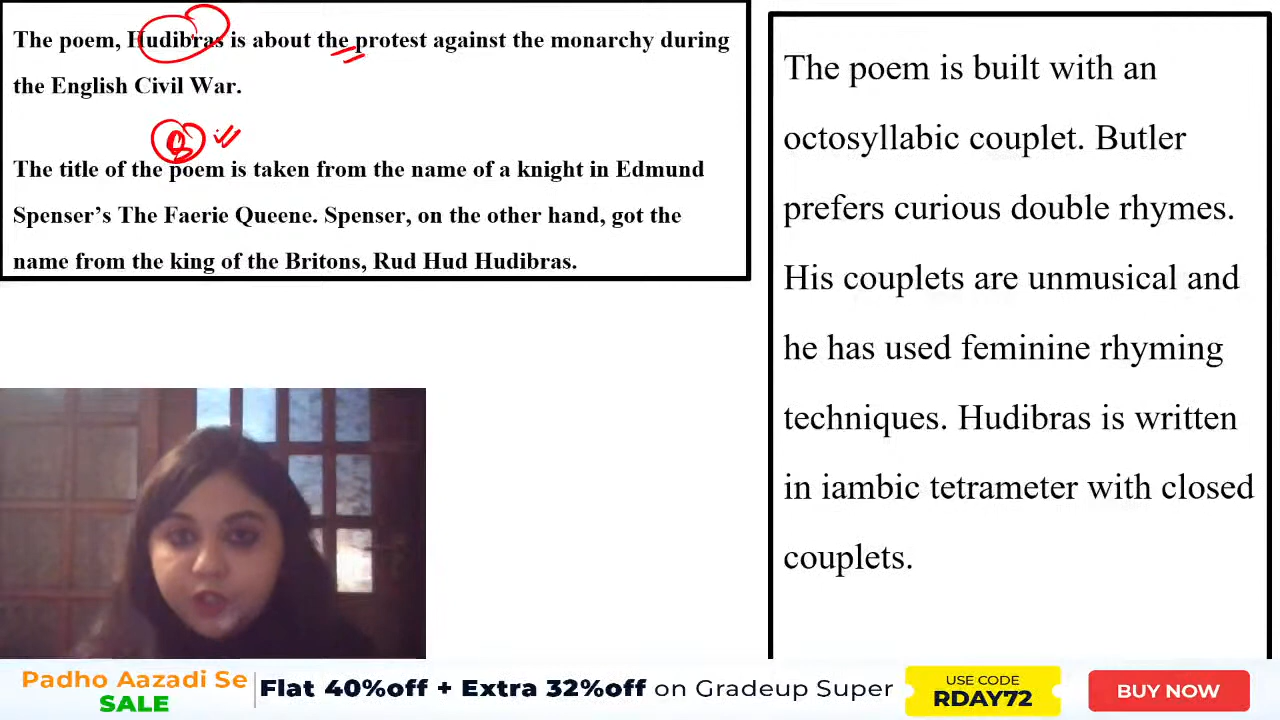 The poem, Hudibras is about the protest against the monarchy during
the English Civil War.
The title of the poem is taken from the name of a knight in Edmund
Spenser's The Faerie Queene. Spenser, on the other hand, got the
name from the king of the Britons, Rud Hud Hudibras.
The poem is built with an
octosyllabic couplet. Butler
prefers curious double rhymes.
His couplets are unmusical and
he has used feminine rhyming
techniques. Hudibras is written
in iambic tetrameter with closed
couplets.
Padho Aazadi Se
SALE
Flat 40%off + Extra 32%off on Gradeup Super
USE CODE
RDAY72
BUY NOW